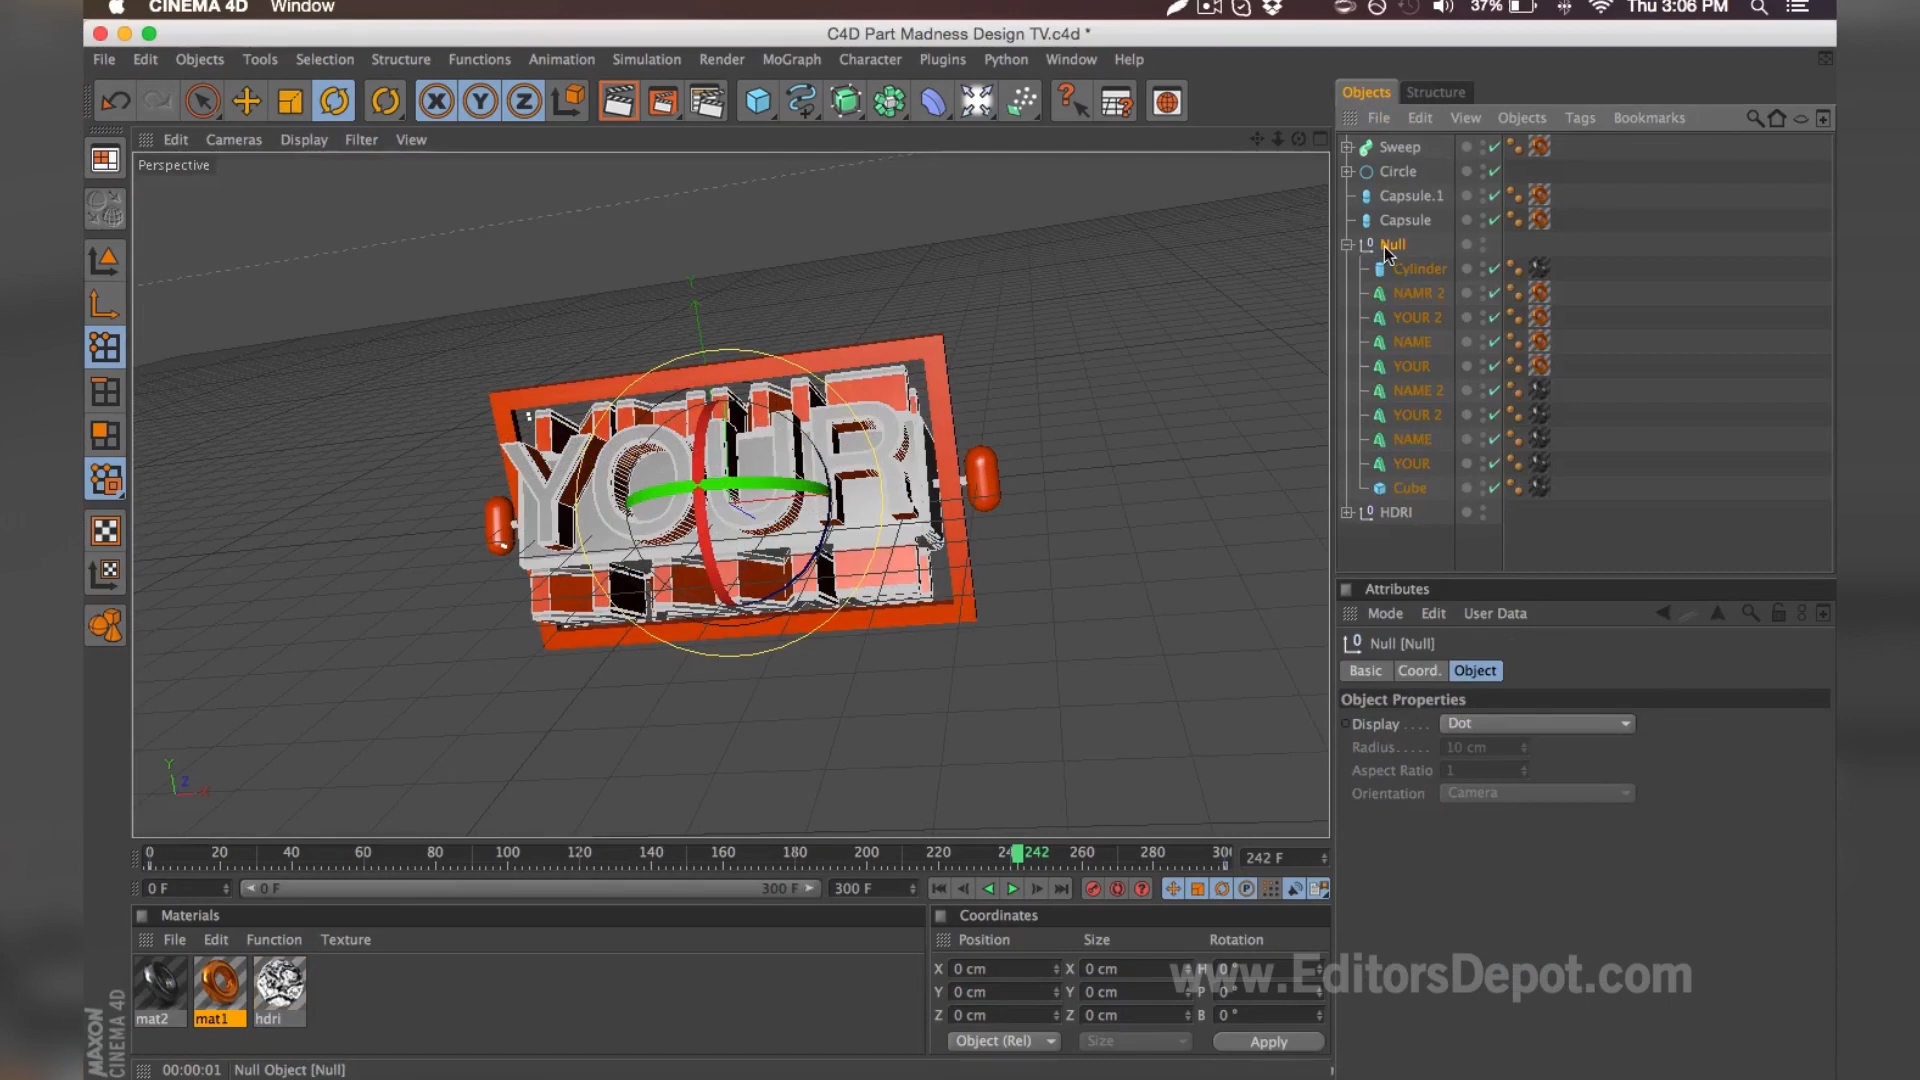 CINEMA 4D Window 37% Thu 3:06 PM
C4D Part Madness Design TV.c4d *
File Edit Objects Tools Selection Structure Functions Animation Simulation Render MoGraph Character Plugins Python Window Help
X Y Z
Objects Structure
File Edit View Objects Tags Bookmarks
Edit Cameras Display Filter View
Perspective
Sweep
Circle
Capsule.1
Capsule
Null
Cylinder
NAMR 2
YOUR 2
NAME
YOUR
NAME 2
YOUR 2
NAME
YOUR
Cube
HDRI
YOUR
Y
Y Z X
Attributes
Mode Edit User Data
Null [Null]
Basic Coord. Object
Object Properties
Display .... Dot
Radius..... 10 cm
Aspect Ratio 1
Orientation Camera
0 20 40 60 80 100 120 140 160 180 200 220 242 260 280 242 F
0 F 0 F 300 F 300 F
Materials
File Edit Function Texture
mat2 mat1 hdri
Coordinates
Position Size Rotation
X 0 cm X 0 cm H 0 °
Y 0 cm Y 0 cm P 0 °
Z 0 cm Z 0 cm B 0 °
Object (Rel) Size Apply
www.EditorsDepot.com
MAXON
CINEMA 4D
00:00:01 Null Object [Null]